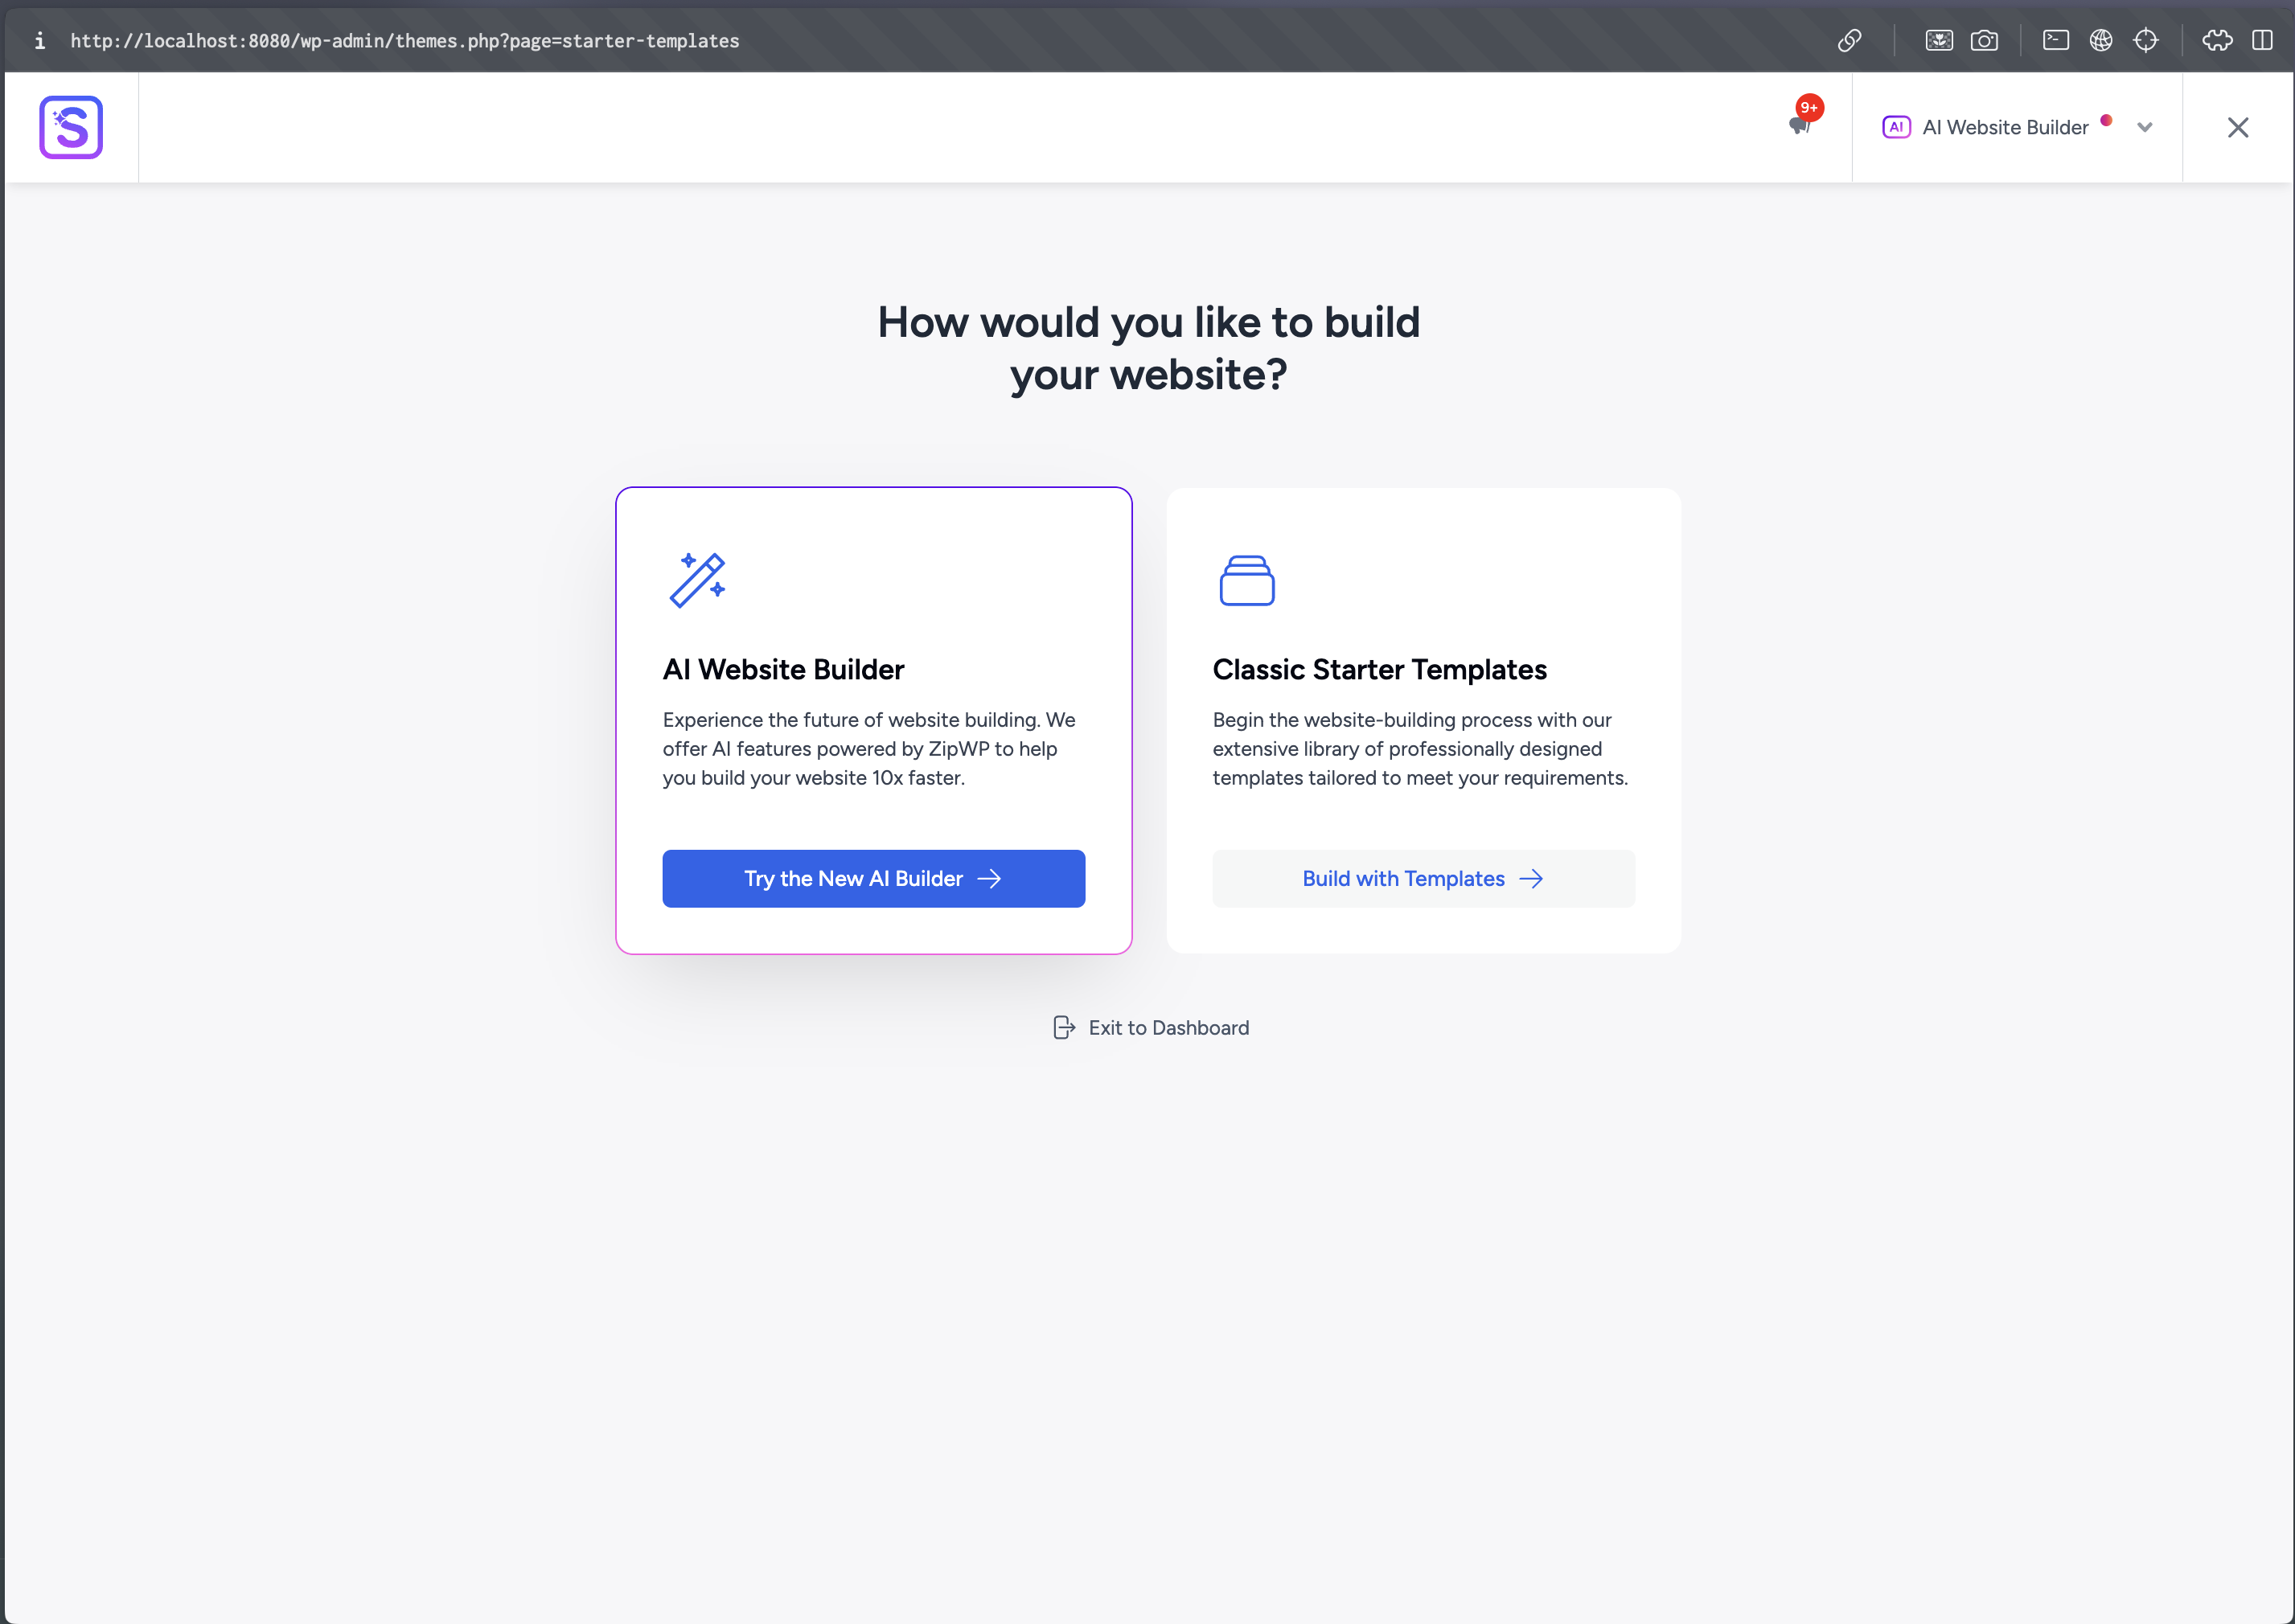 i http://localhost:8080/wp-admin/themes.php?page=starter-templates
S
9+
AI AI Website Builder
How would you like to build
your website?
AI Website Builder
Experience the future of website building. We
offer AI features powered by ZipWP to help
you build your website 10x faster.
Try the New AI Builder
Classic Starter Templates
Begin the website-building process with our
extensive library of professionally designed
templates tailored to meet your requirements.
Build with Templates
Exit to Dashboard